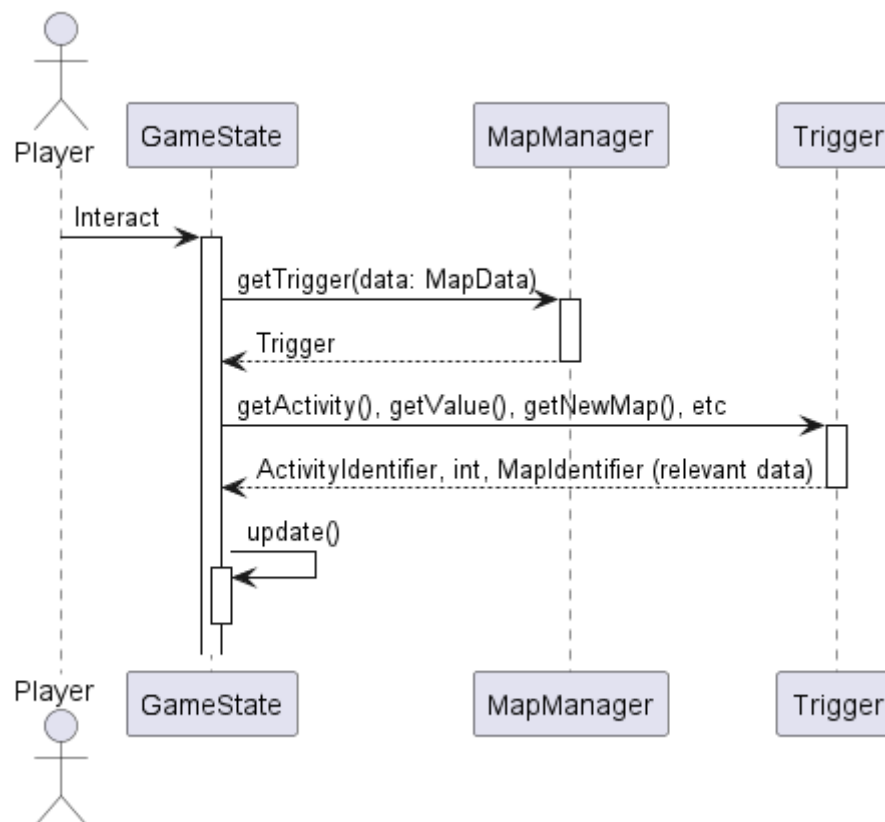 Player
GameState
MapManager
Trigger
Interact
getTrigger(data: MapData)
Trigger
getActivity(), getValue(), getNewMap(), etc
ActivityIdentifier, int, MapIdentifier (relevant data)
update()
Player
GameState
MapManager
Trigger